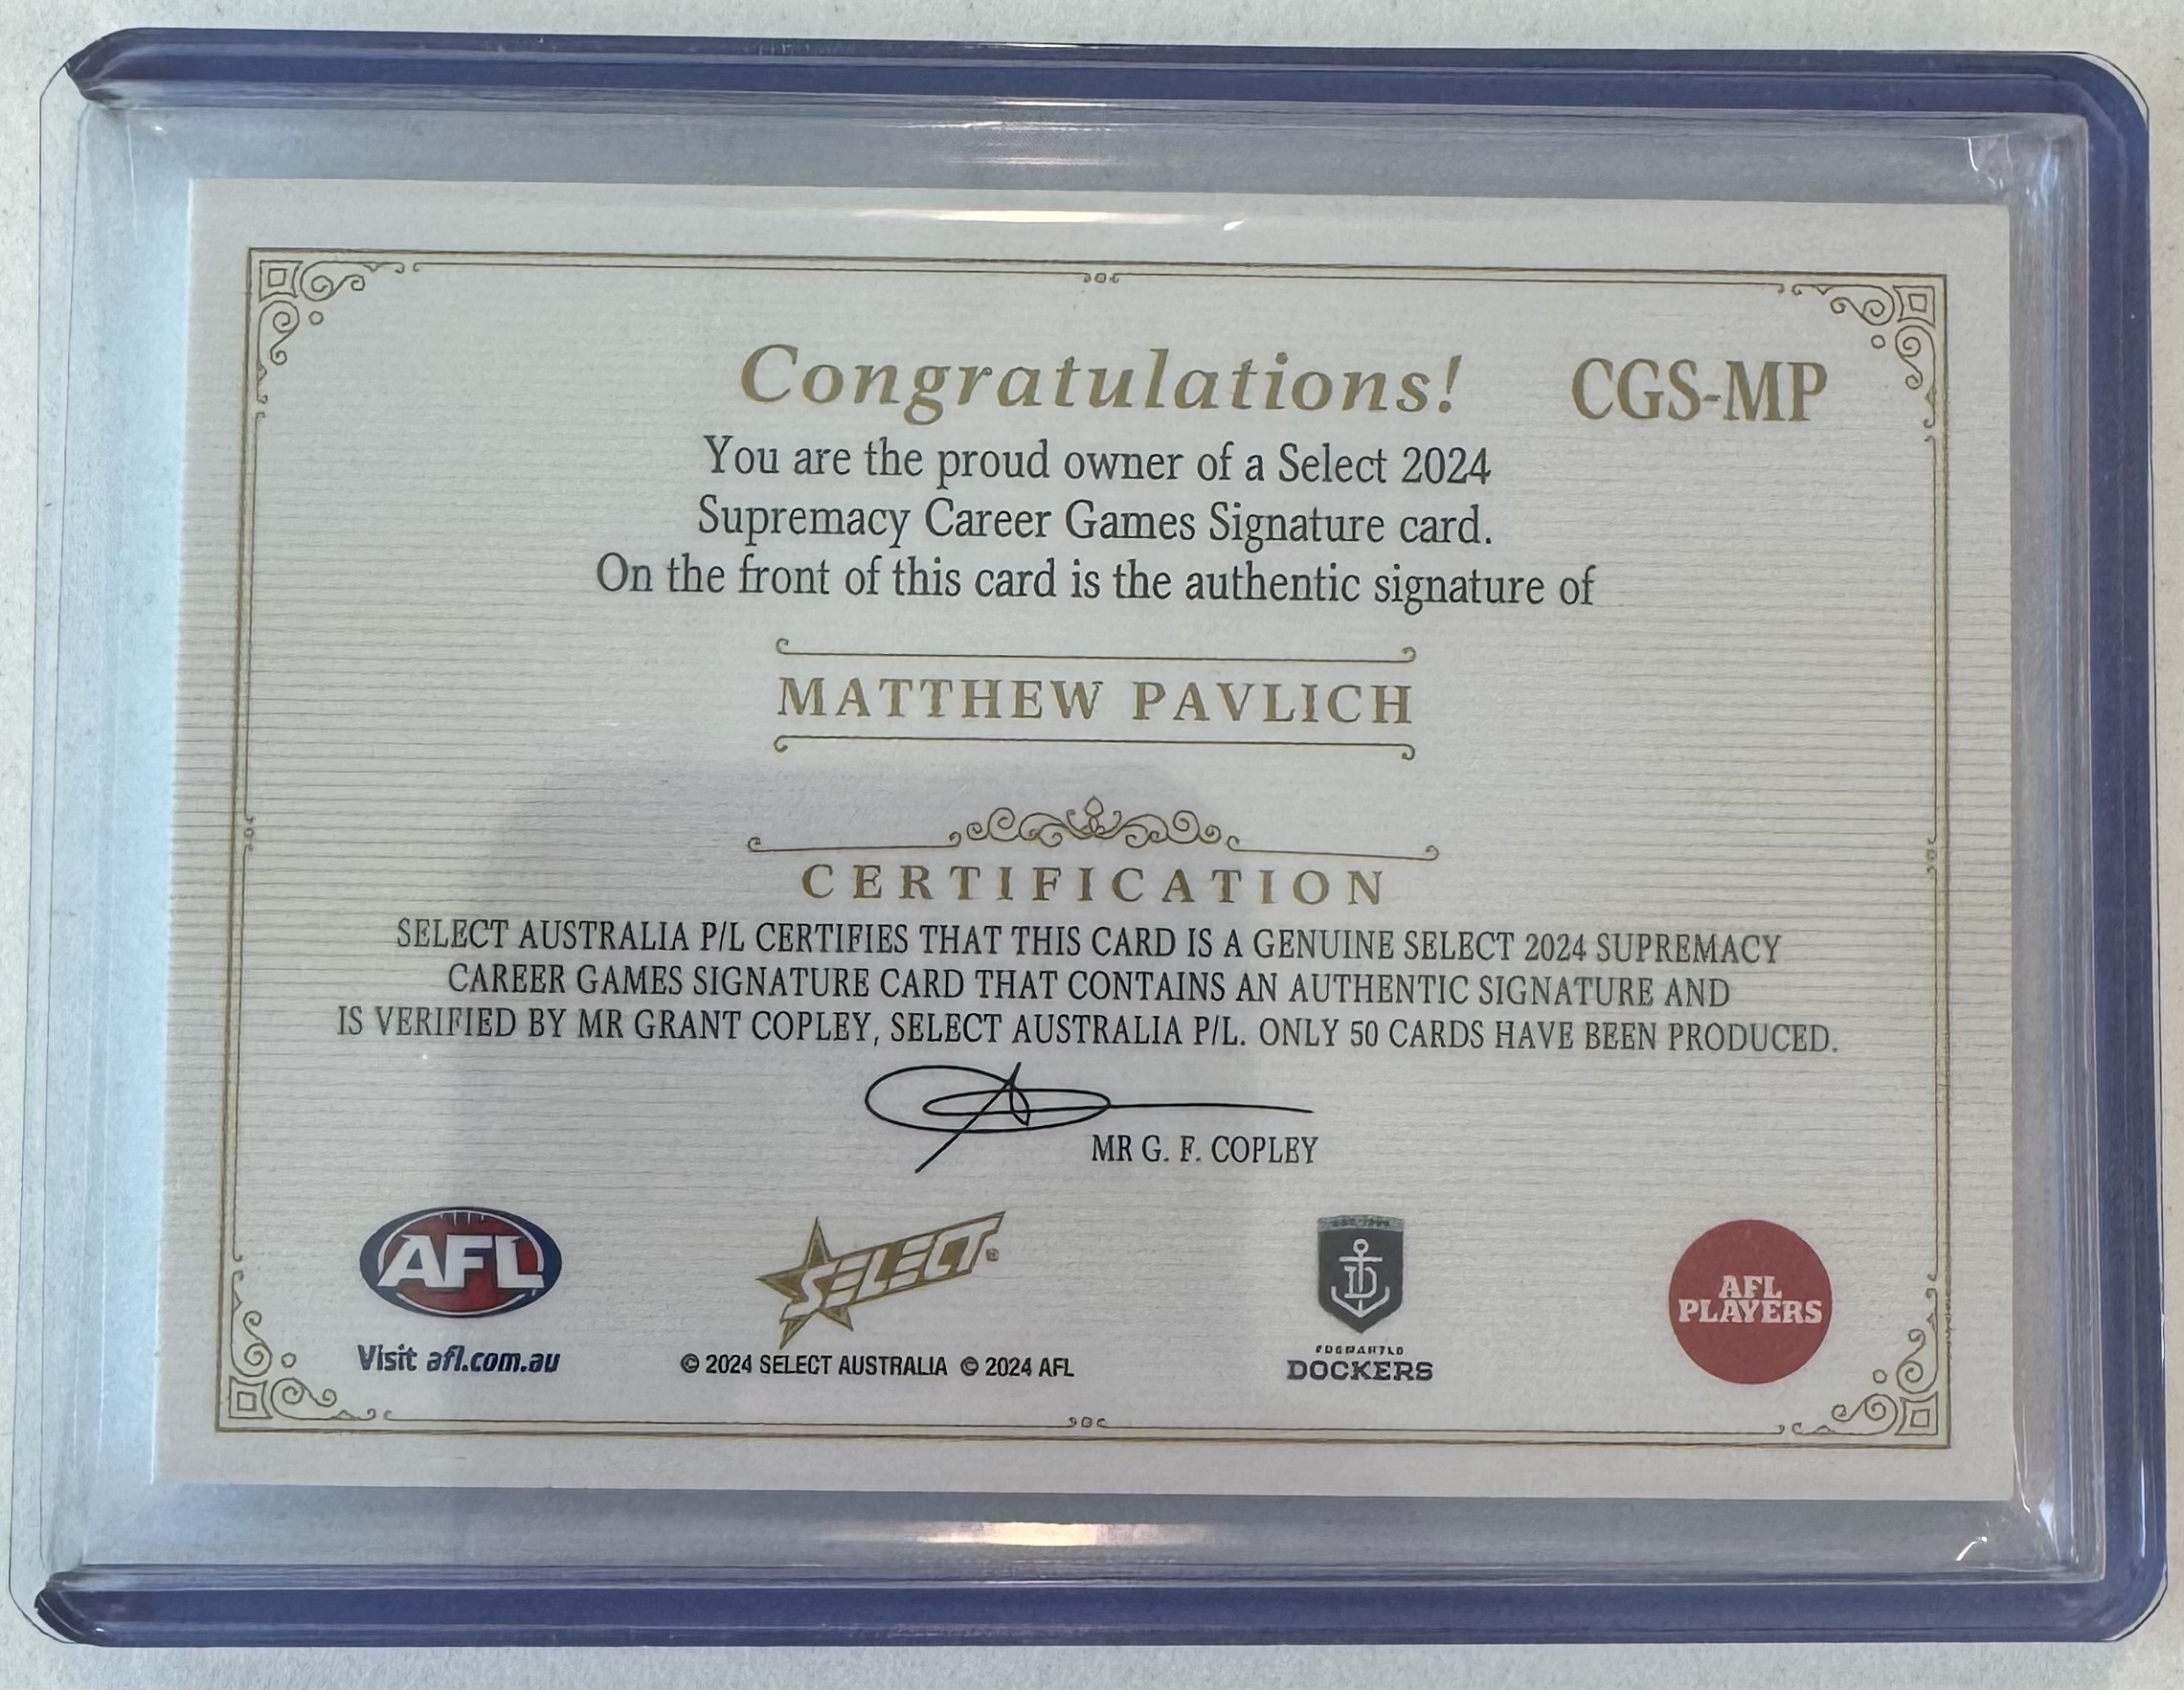 Congratulations! CGS-MP
You are the proud owner of a Select 2024
Supremacy Career Games Signature card.
On the front of this card is the authentic signature of
MATTHEW PAVLICH
CERTIFICATION
SELECT AUSTRALIA P/L CERTIFIES THAT THIS CARD IS A GENUINE SELECT 2024 SUPREMACY
CAREER GAMES SIGNATURE CARD THAT CONTAINS AN AUTHENTIC SIGNATURE AND
IS VERIFIED BY MR GRANT COPLEY, SELECT AUSTRALIA P/L. ONLY 50 CARDS HAVE BEEN PRODUCED.
MR G. F. COPLEY
AFL
Visit afl.com.au
SELECT®
© 2024 SELECT AUSTRALIA © 2024 AFL
DOCKERS
AFL
PLAYERS